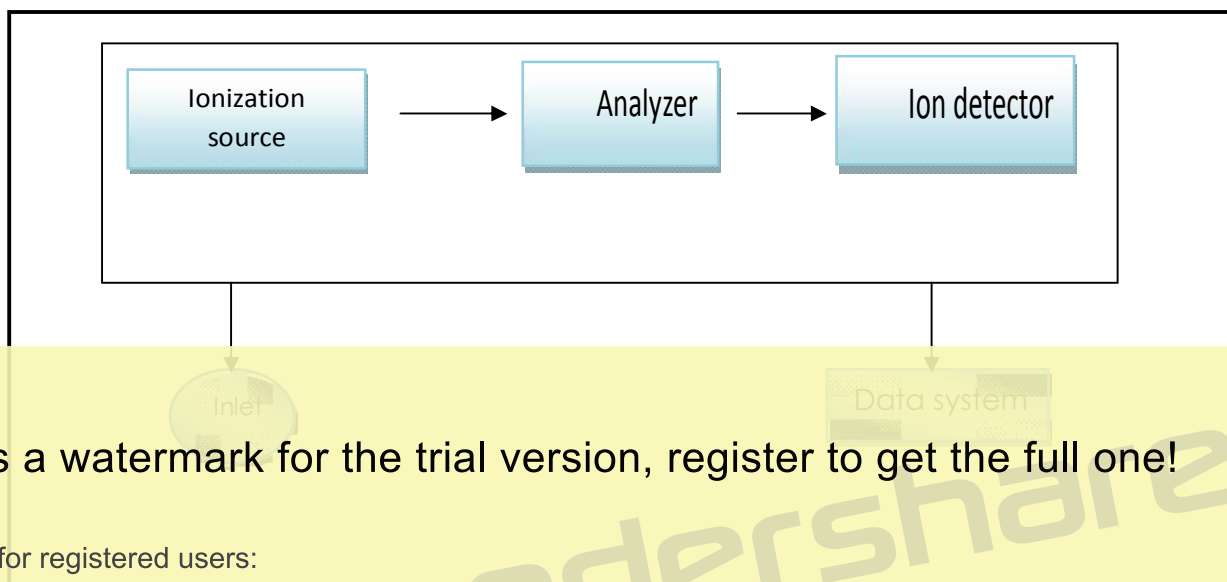 Ionization
source
Analyzer
Ion detector
Inlet
Data system
a watermark for the trial version, register to get the full one!
for registered users: